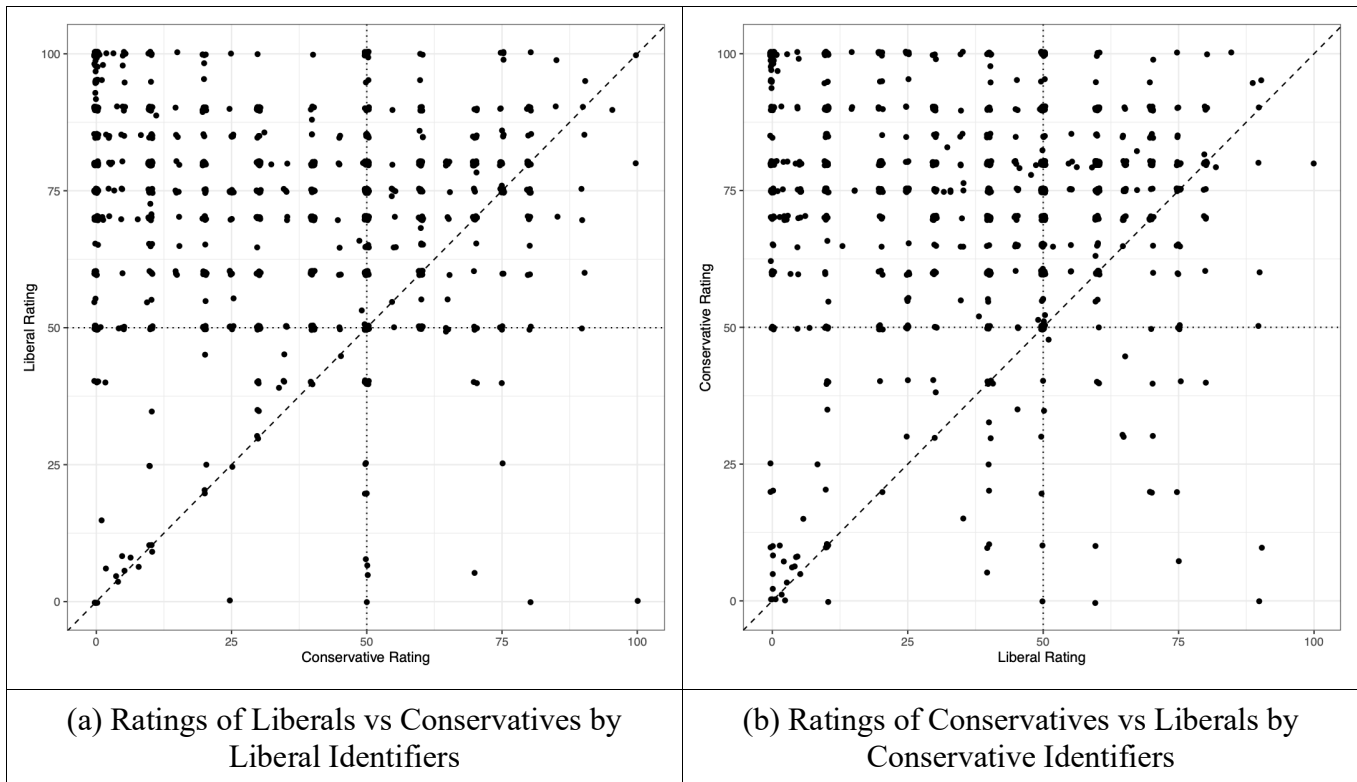 100
75
50
25
0
Liberal Rating
0
25
50
75
100
Conservative Rating
100
75
50
25
0
Conservative Rating
0
25
50
75
100
Liberal Rating
(a) Ratings of Liberals vs Conservatives by
Liberal Identifiers
(b) Ratings of Conservatives vs Liberals by
Conservative Identifiers